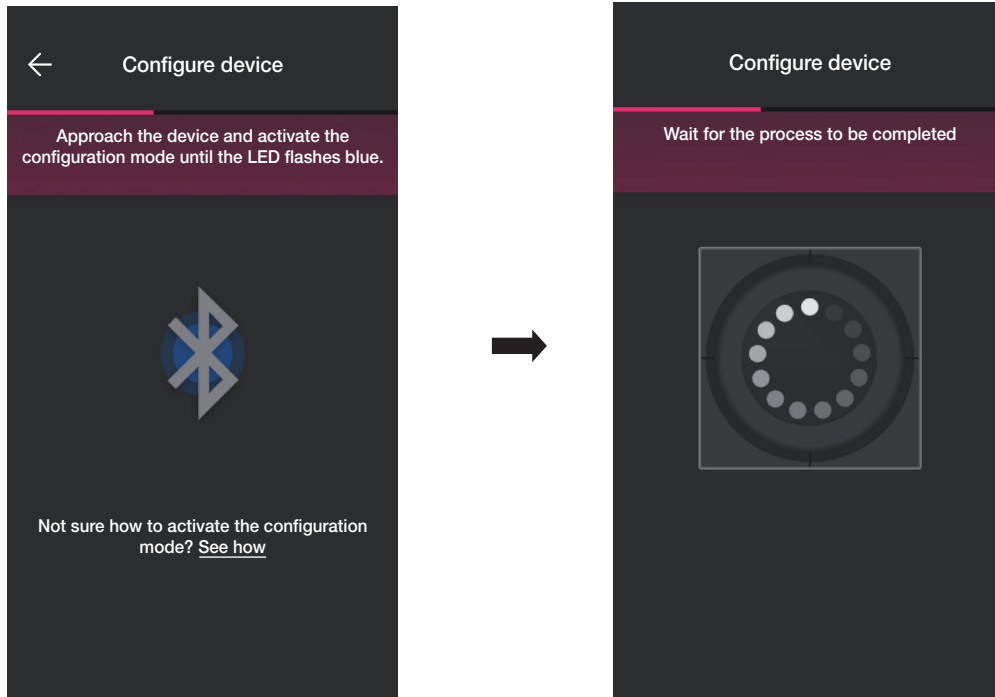 Configure device
Approach the device and activate the
configuration mode until the LED flashes blue.
Not sure how to activate the configuration
mode? See how
Configure device
Wait for the process to be completed